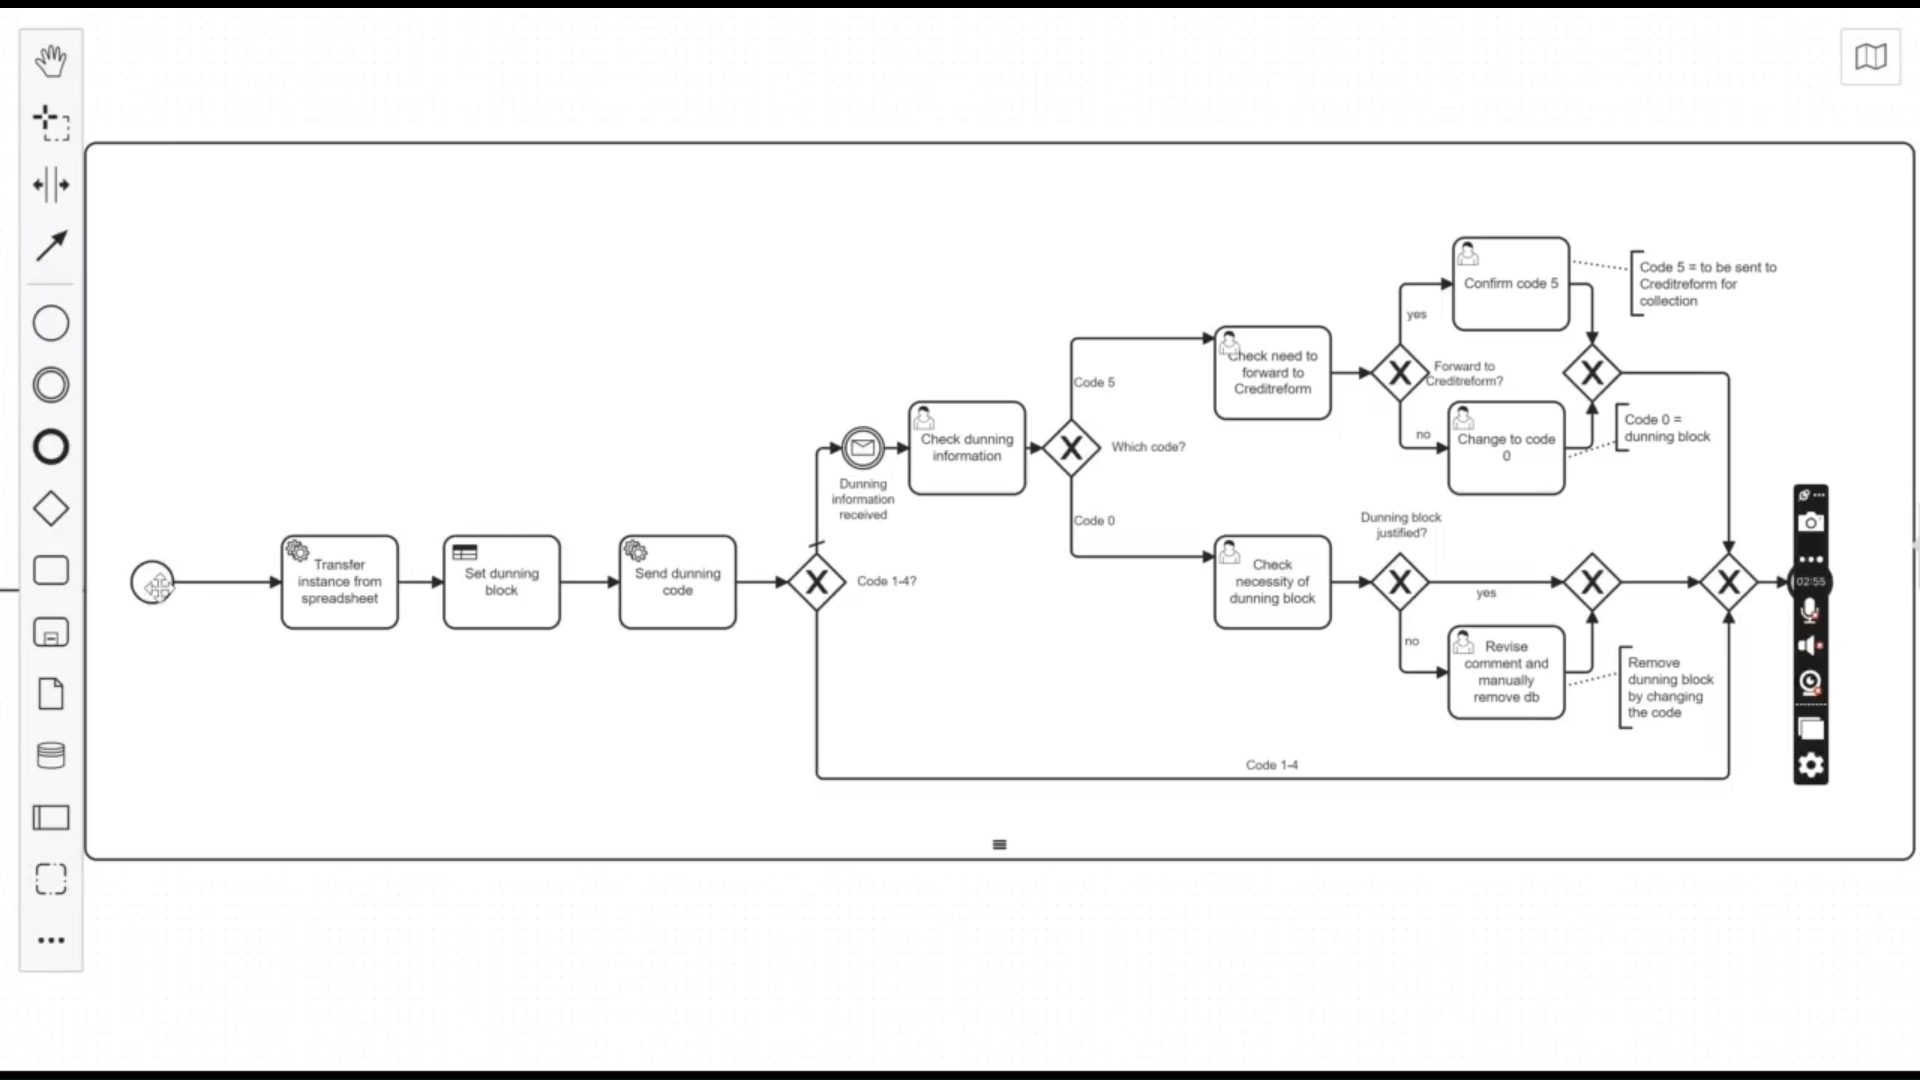 Transfer
instance from
spreadsheet
Set dunning
block
Send dunning
code
Code 1-4?
Dunning
information
received
Check dunning
information
Which code?
Code 5
Code 0
Check need to
forward to
Creditreform
Forward to
Creditreform?
yes
no
Confirm code 5
Code 5 = to be sent to
Creditreform for
collection
Change to code
0
Code 0 =
dunning block
Check
necessity of
dunning block
Dunning block
justified?
yes
no
Revise
comment and
manually
remove db
Remove
dunning block
by changing
the code
Code 1-4
02:55